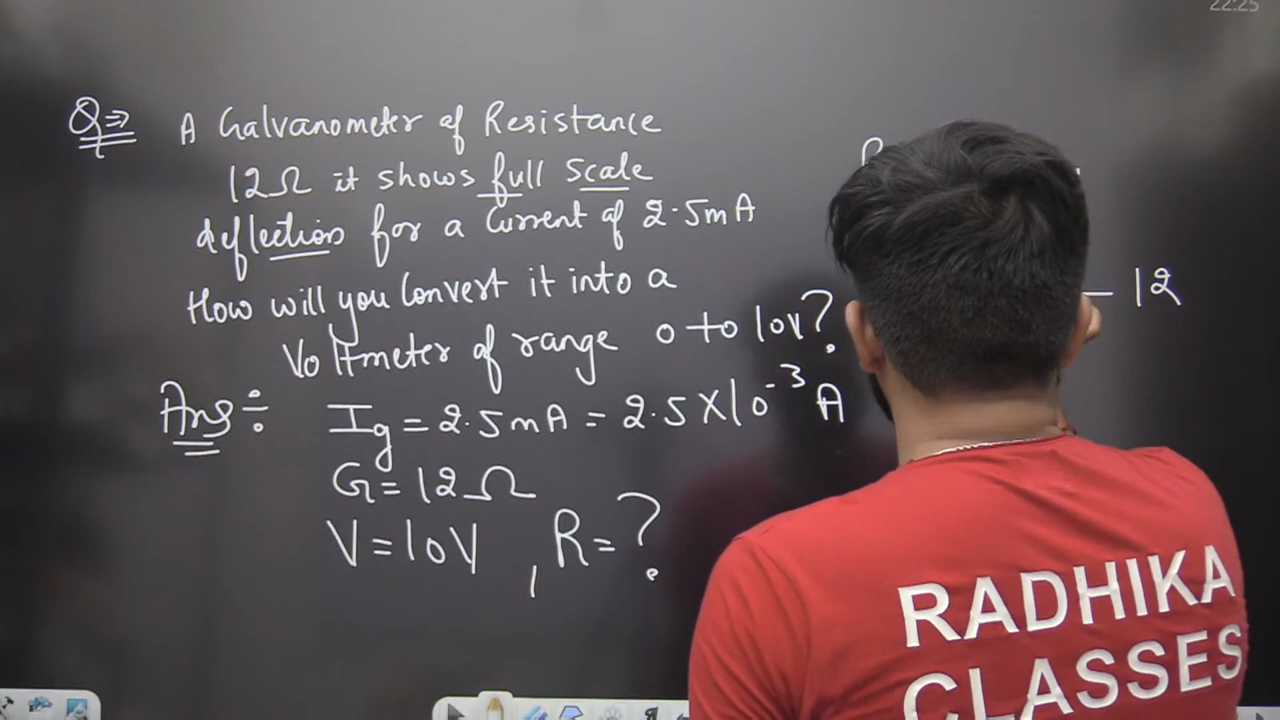 22:25
Q⇒ A Galvanometer of Resistance
12Ω it shows full scale
deflection for a Current of 2.5mA
How will you Convert it into a
Voltmeter of range 0 to 10V?
Ans÷ Ig = 2.5mA = 2.5X10⁻³ A
G = 12Ω
V = 10V , R = ?
– 12
RADHIKA
CLASSES